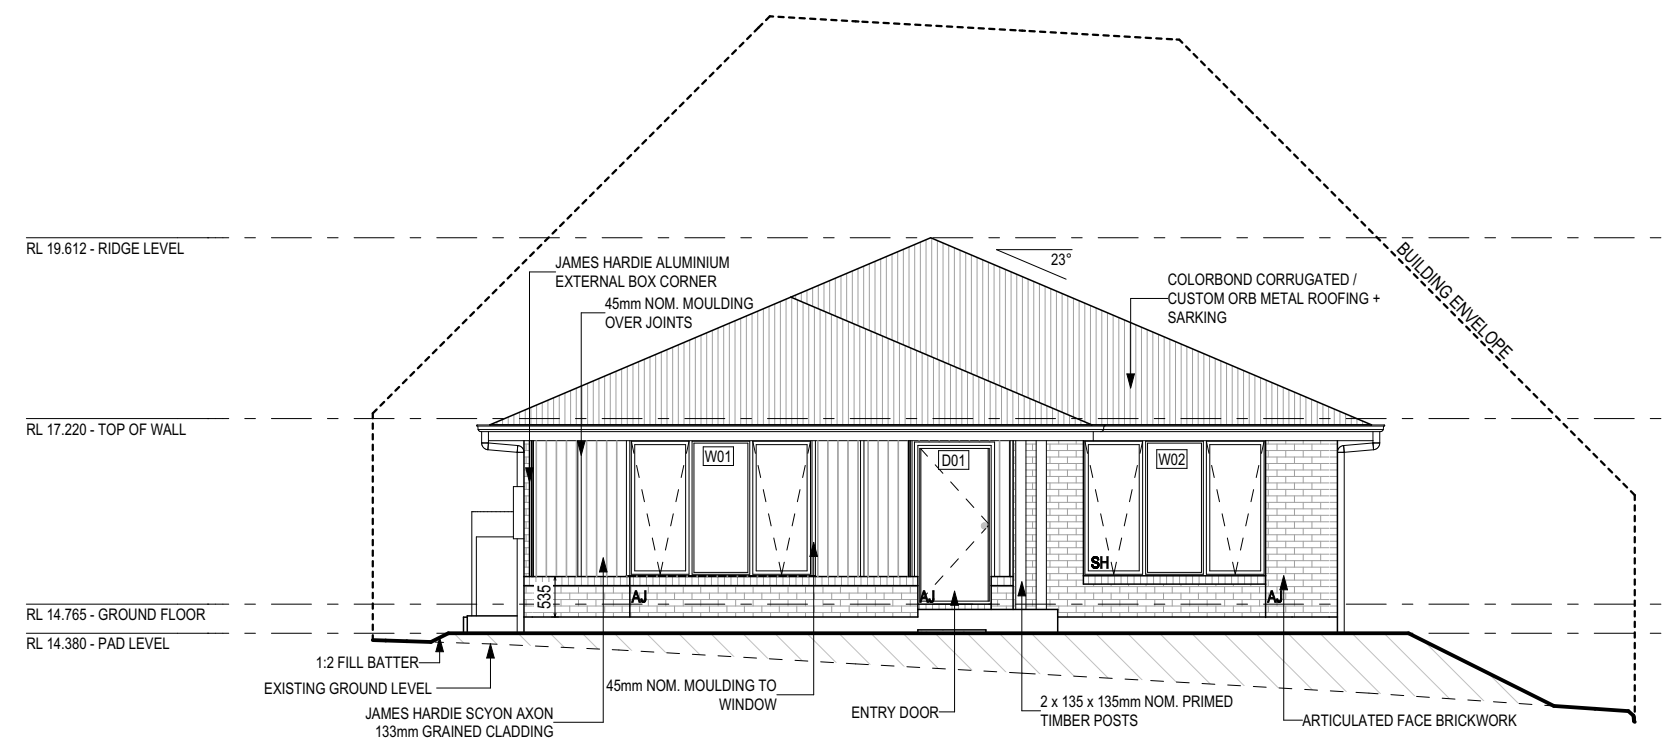 RL 19.612 - RIDGE LEVEL
JAMES HARDIE ALUMINIUM
EXTERNAL BOX CORNER
45mm NOM. MOULDING
OVER JOINTS
23°
COLORBOND CORRUGATED /
CUSTOM ORB METAL ROOFING +
SARKING
BUILDING ENVELOPE
RL 17.220 - TOP OF WALL
W01
D01
W02
SH
535
AJ
AJ
AJ
RL 14.765 - GROUND FLOOR
RL 14.380 - PAD LEVEL
1:2 FILL BATTER
EXISTING GROUND LEVEL
JAMES HARDIE SCYON AXON
133mm GRAINED CLADDING
45mm NOM. MOULDING TO
WINDOW
ENTRY DOOR
2 x 135 x 135mm NOM. PRIMED
TIMBER POSTS
ARTICULATED FACE BRICKWORK